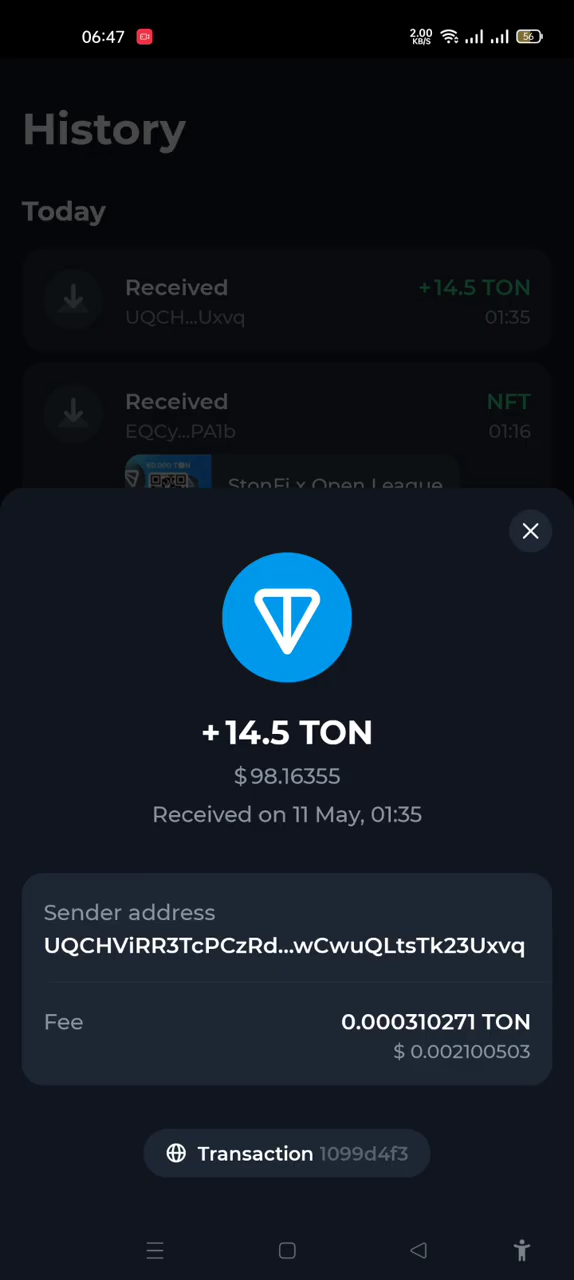 06:47
2.00 KB/S
56
History
Today
Received +14.5 TON
UQCH...Uxvq 01:35
Received NFT
EQCy...PA1b 01:16
StonFi x Open League
+14.5 TON
$98.16355
Received on 11 May, 01:35
Sender address
UQCHViRR3TcPCzRd...wCwuQLtsTk23Uxvq
Fee 0.000310271 TON
$ 0.002100503
Transaction 1099d4f3